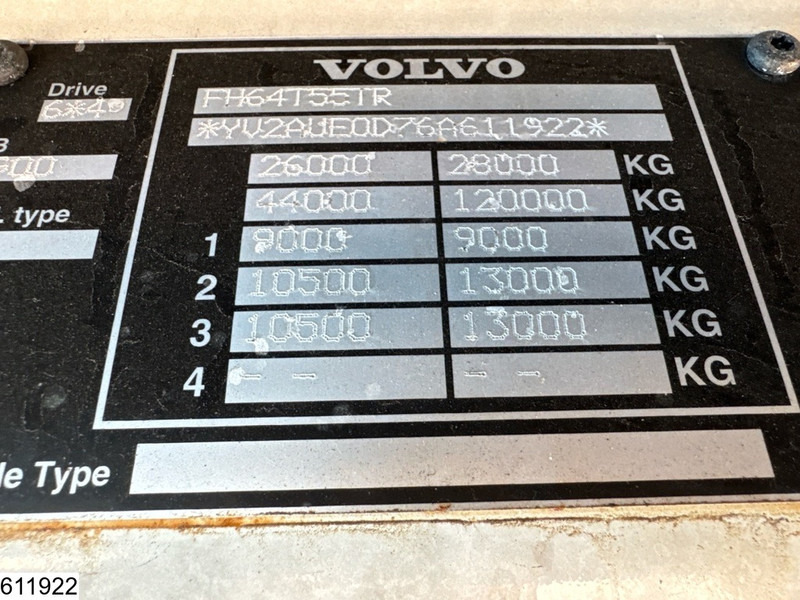 VOLVO
Drive
6*4
FH64T55TR
*YV2AUE0D76A611922*
26000 28000 KG
44000 120000 KG
1 9000 9000 KG
2 10500 13000 KG
3 10500 13000 KG
4 - - - - KG
type
Type
611922